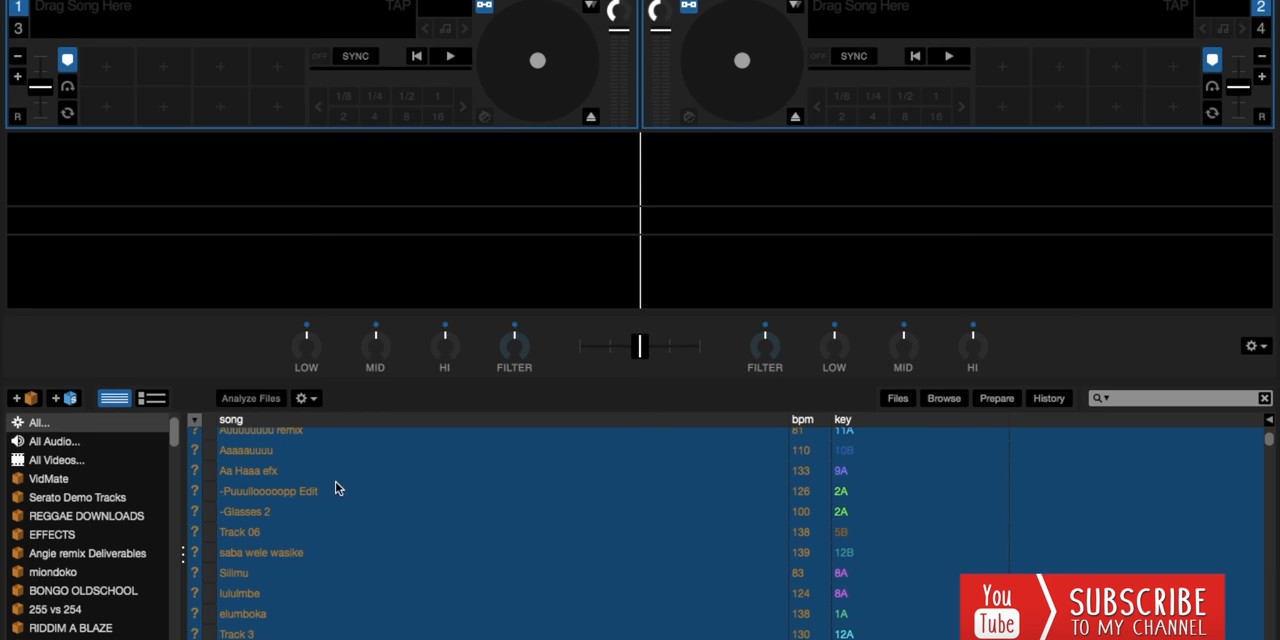 1 Drag Song Here TAP Drag Song Here TAP 2
3 4
OFF SYNC OFF SYNC
1/8 1/4 1/2 1 1/8 1/4 1/2 1
R 2 4 8 16 2 4 8 16 R
LOW MID HI FILTER FILTER LOW MID HI
Analyze Files Files Browse Prepare History
song bpm key
All...
All Audio...
All Videos...
VidMate
Serato Demo Tracks
REGGAE DOWNLOADS
EFFECTS
Angie remix Deliverables
miondoko
BONGO OLDSCHOOL
255 vs 254
RIDDIM A BLAZE
? remix 81 11A
? Aaaaauuuu 110 10B
? Aa Haaa efx 133 9A
? -Puuullooooopp Edit 126 2A
? -Glasses 2 100 2A
? Track 06 138 5B
? saba wele wasike 139 12B
? Silimu 83 8A
? lululmbe 124 8A
? elumboka 138 1A
? Track 3 130 12A
You Tube SUBSCRIBE
TO MY CHANNEL